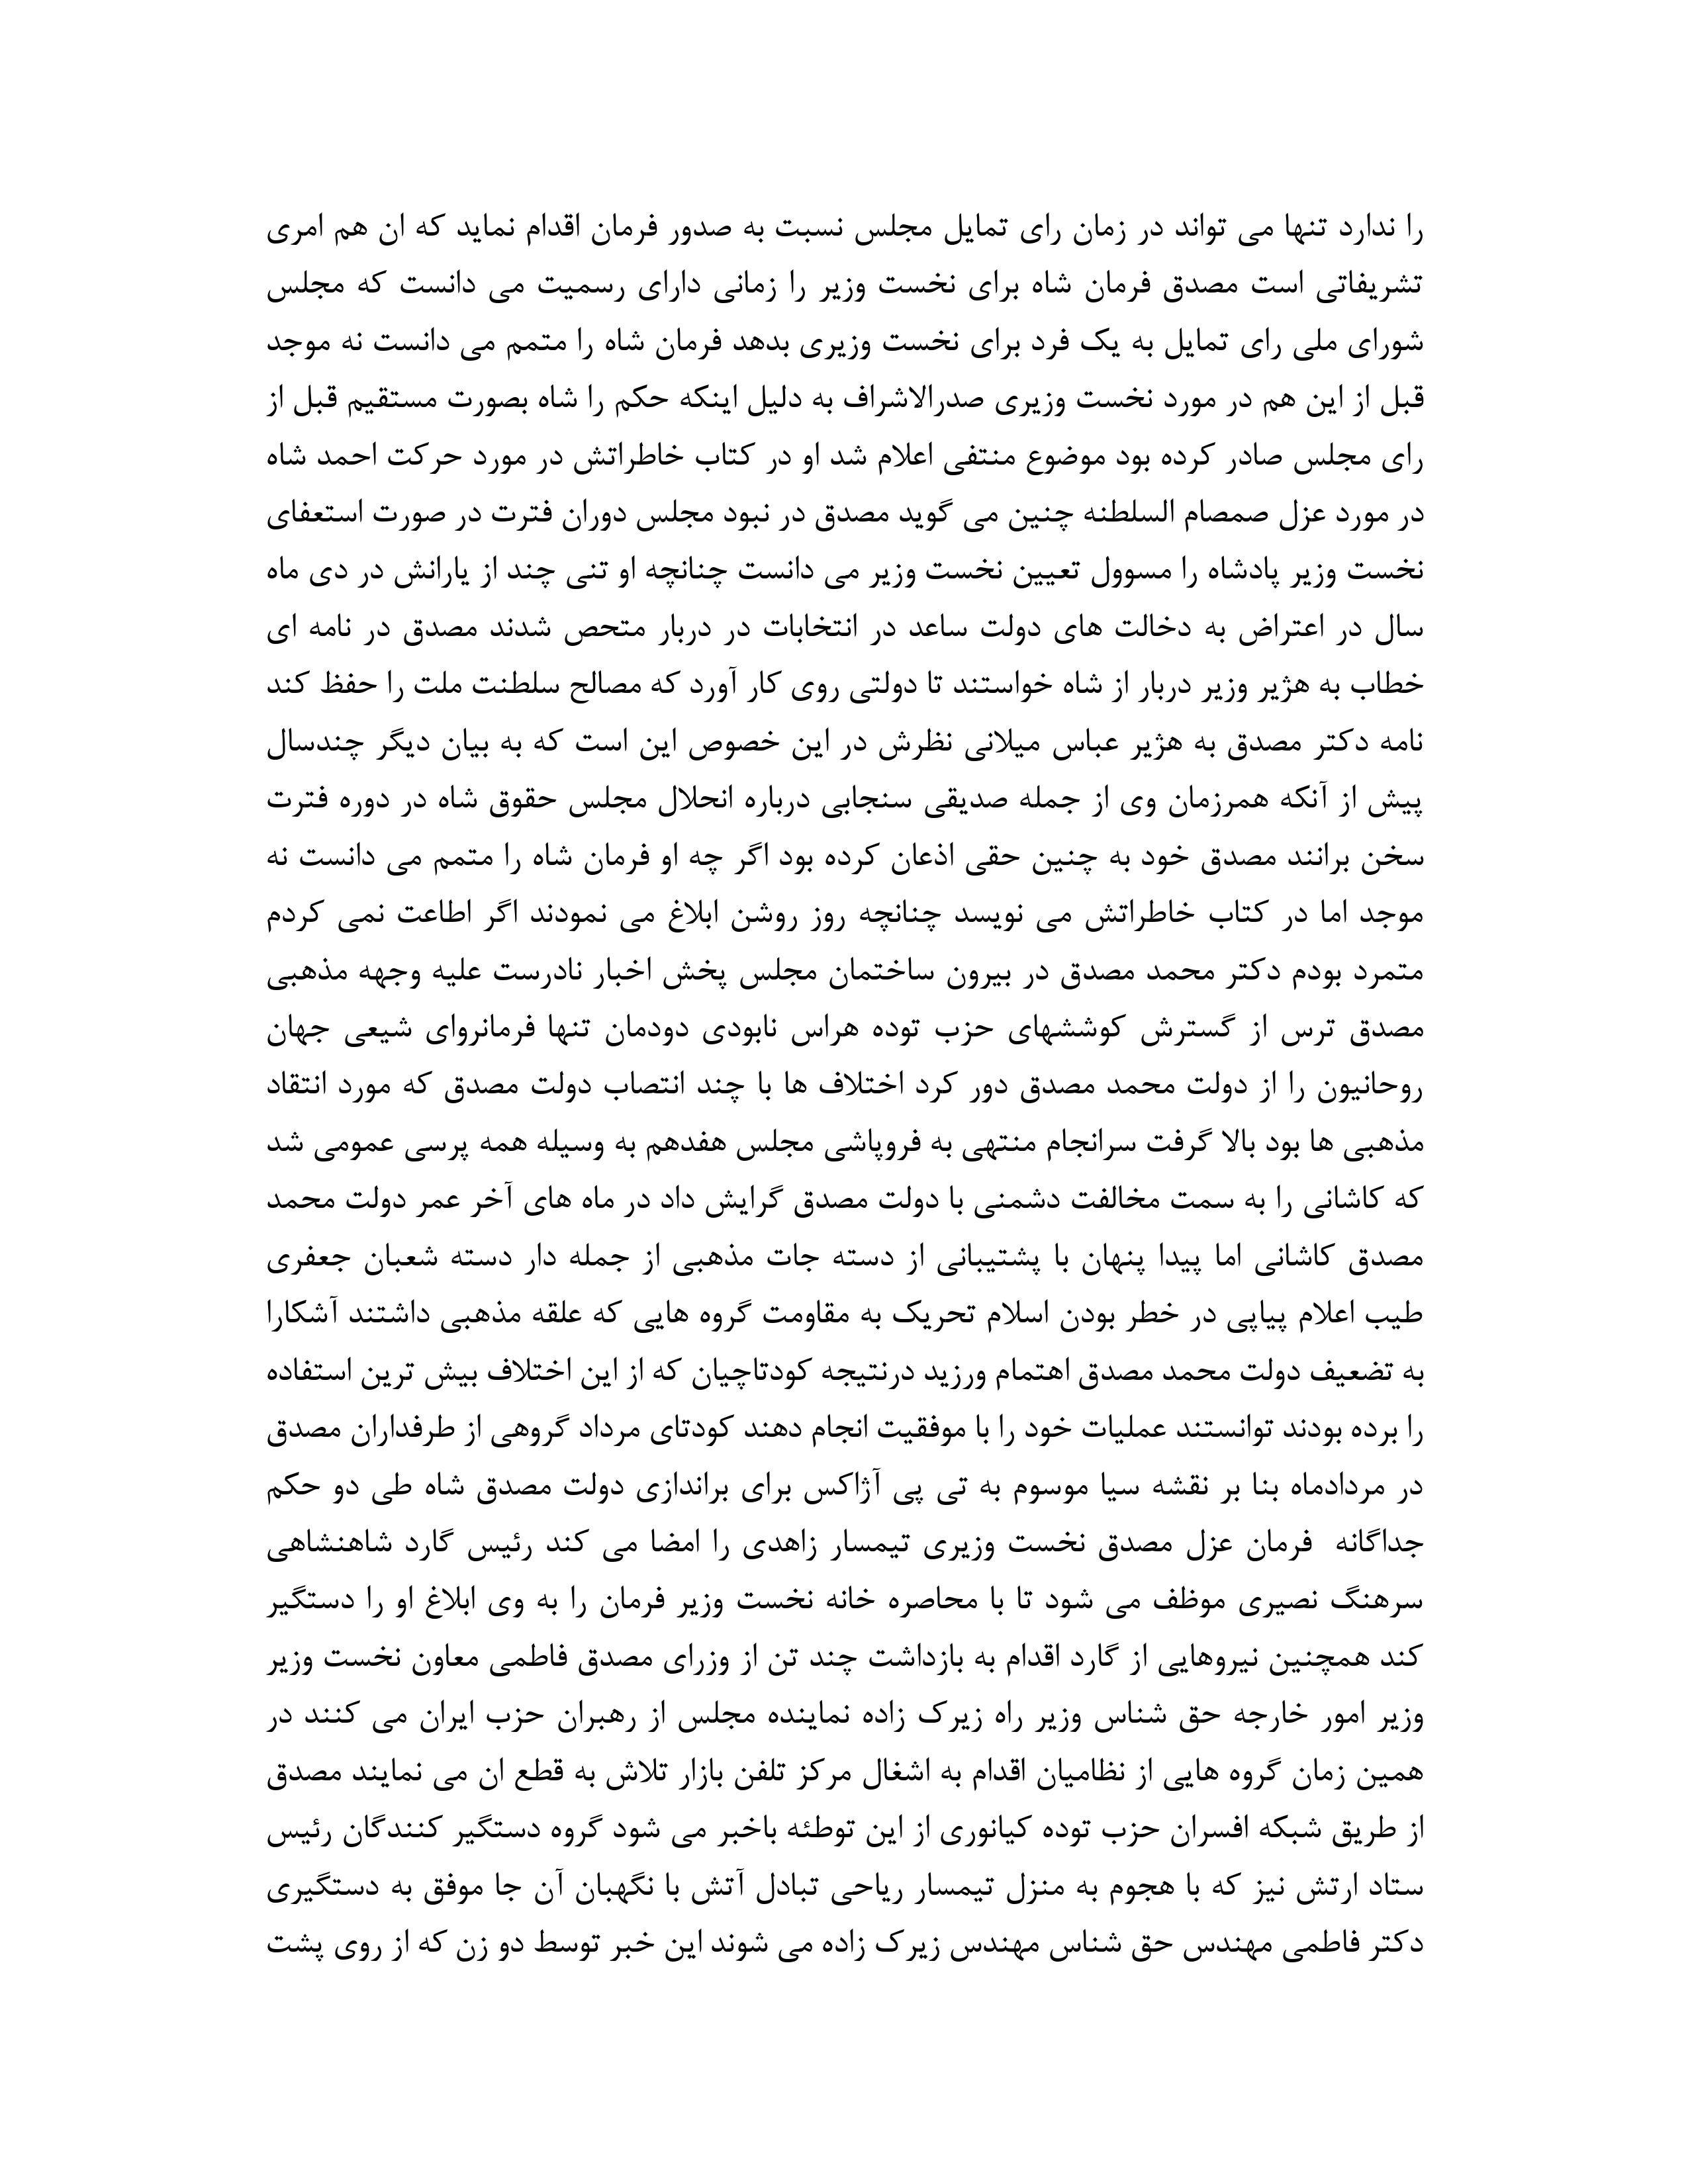 را ندارد تنها می تواند در زمان رای تمایل مجلس نسبت به صدور فرمان اقدام نماید که ان هم امری
تشریفاتی است مصدق فرمان شاه برای نخست وزیر را زمانی دارای رسمیت می دانست که مجلس
شورای ملی رای تمایل به یک فرد برای نخست وزیری بدهد فرمان شاه را متمم می دانست نه موجد
قبل از این هم در مورد نخست وزیری صدرالاشراف به دلیل اینکه حکم را شاه بصورت مستقیم قبل از
رای مجلس صادر کرده بود موضوع منتفی اعلام شد او در کتاب خاطراتش در مورد حرکت احمد شاه
در مورد عزل صمصام السلطنه چنین می گوید مصدق در نبود مجلس دوران فترت در صورت استعفای
نخست وزیر پادشاه را مسوول تعیین نخست وزیر می دانست چنانچه او تنی چند از یارانش در دی ماه
سال در اعتراض به دخالت های دولت ساعد در انتخابات در دربار متحص شدند مصدق در نامه ای
خطاب به هژیر وزیر دربار از شاه خواستند تا دولتی روی کار آورد که مصالح سلطنت ملت را حفظ کند
نامه دکتر مصدق به هژیر عباس میلانی نظرش در این خصوص این است که به بیان دیگر چندسال
پیش از آنکه همرزمان وی از جمله صدیقی سنجابی درباره انحلال مجلس حقوق شاه در دوره فترت
سخن برانند مصدق خود به چنین حقی اذعان کرده بود اگر چه او فرمان شاه را متمم می دانست نه
موجد اما در کتاب خاطراتش می نویسد چنانچه روز روشن ابلاغ می نمودند اگر اطاعت نمی کردم
متمرد بودم دکتر محمد مصدق در بیرون ساختمان مجلس پخش اخبار نادرست علیه وجهه مذهبی
مصدق ترس از گسترش کوششهای حزب توده هراس نابودی دودمان تنها فرمانروای شیعی جهان
روحانیون را از دولت محمد مصدق دور کرد اختلاف ها با چند انتصاب دولت مصدق که مورد انتقاد
مذهبی ها بود بالا گرفت سرانجام منتهی به فروپاشی مجلس هفدهم به وسیله همه پرسی عمومی شد
که کاشانی را به سمت مخالفت دشمنی با دولت مصدق گرایش داد در ماه های آخر عمر دولت محمد
مصدق کاشانی اما پیدا پنهان با پشتیبانی از دسته جات مذهبی از جمله دار دسته شعبان جعفری
طیب اعلام پیاپی در خطر بودن اسلام تحریک به مقاومت گروه هایی که علقه مذهبی داشتند آشکارا
به تضعیف دولت محمد مصدق اهتمام ورزید درنتیجه کودتاچیان که از این اختلاف بیش ترین استفاده
را برده بودند توانستند عملیات خود را با موفقیت انجام دهند کودتای مرداد گروهی از طرفداران مصدق
در مردادماه بنا بر نقشه سیا موسوم به تی پی آژاکس برای براندازی دولت مصدق شاه طی دو حکم
جداگانه  فرمان عزل مصدق نخست وزیری تیمسار زاهدی را امضا می کند رئیس گارد شاهنشاهی
سرهنگ نصیری موظف می شود تا با محاصره خانه نخست وزیر فرمان را به وی ابلاغ او را دستگیر
کند همچنین نیروهایی از گارد اقدام به بازداشت چند تن از وزرای مصدق فاطمی معاون نخست وزیر
وزیر امور خارجه حق شناس وزیر راه زیرک زاده نماینده مجلس از رهبران حزب ایران می کنند در
همین زمان گروه هایی از نظامیان اقدام به اشغال مرکز تلفن بازار تلاش به قطع ان می نمایند مصدق
از طریق شبکه افسران حزب توده کیانوری از این توطئه باخبر می شود گروه دستگیر کنندگان رئیس
ستاد ارتش نیز که با هجوم به منزل تیمسار ریاحی تبادل آتش با نگهبان آن جا موفق به دستگیری
دکتر فاطمی مهندس حق شناس مهندس زیرک زاده می شوند این خبر توسط دو زن که از روی پشت